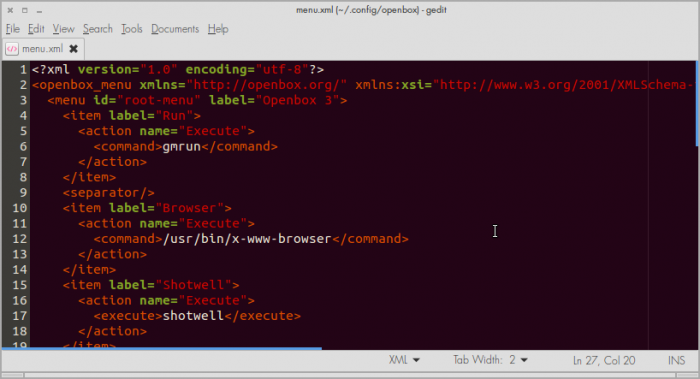 menu.xml (~/.config/openbox) - gedit
File Edit View Search Tools Documents Help
menu.xml
1 <?xml version="1.0" encoding="utf-8"?>
2 <openbox_menu xmlns="http://openbox.org/" xmlns:xsi="http://www.w3.org/2001/XMLSchema-
3 <menu id="root-menu" label="Openbox 3">
4 <item label="Run">
5 <action name="Execute">
6 <command>gmrun</command>
7 </action>
8 </item>
9 <separator/>
10 <item label="Browser">
11 <action name="Execute">
12 <command>/usr/bin/x-www-browser</command>
13 </action>
14 </item>
15 <item label="Shotwell">
16 <action name="Execute">
17 <execute>shotwell</execute>
18 </action>
19 </item>
XML Tab Width: 2 Ln 27, Col 20 INS